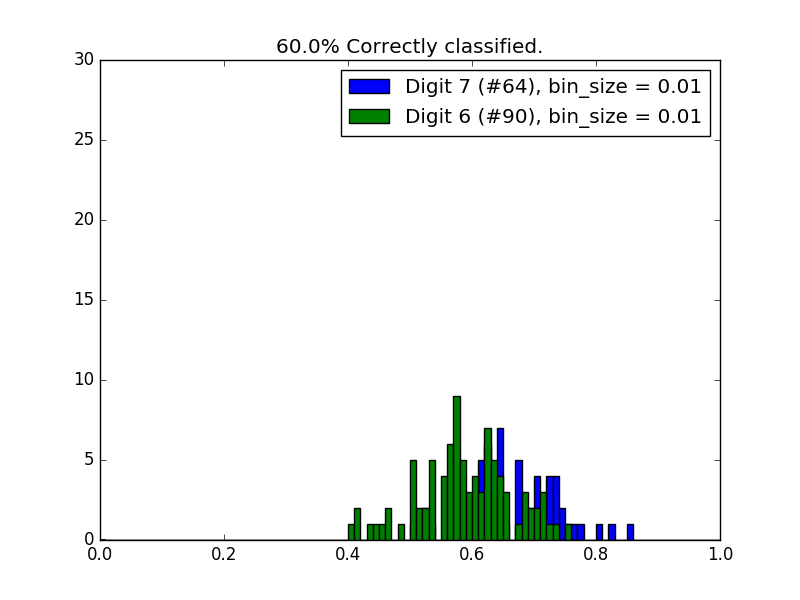 60.0% Correctly classified.
30
Digit 7 (#64), bin_size = 0.01
Digit 6 (#90), bin_size = 0.01
25
20
15
10
5
0
0.0 0.2 0.4 0.6 0.8 1.0